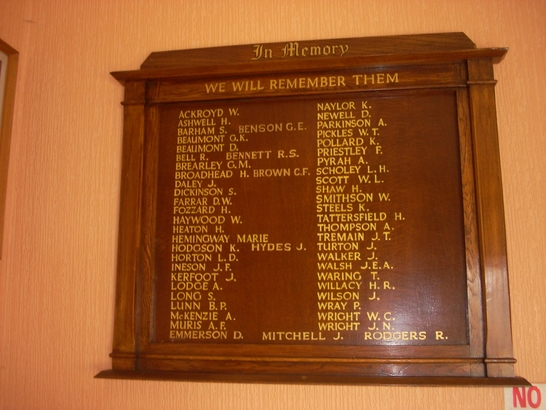 In Memory
WE WILL REMEMBER THEM
ACKROYD W.
ASHWELL H.
BARHAM S. BENSON G.E.
BEAUMONT G.K.
BEAUMONT D.
BELL R. BENNETT R.S.
BREARLEY G.M.
BROADHEAD H. BROWN C.F.
DALEY J.
DICKINSON S.
FARRAR D.W.
FOZZARD H.
HAYWOOD W.
HEATON H.
HEMINGWAY MARIE
HODGSON K. HYDES J.
HORTON L.D.
INESON J.F.
KERFOOT J.
LODGE A.
LONG S.
LUNN B.P.
McKENZIE A.
MURIS A.F.
EMMERSON D. MITCHELL J. RODGERS R.
NAYLOR K.
NEWELL D.
PARKINSON A.
PICKLES W.T.
POLLARD K.
PRIESTLEY F.
PYRAH A.
SCHOLEY L.H.
SCOTT W.L.
SHAW H.
SMITHSON W.
STEELS K.
TATTERSFIELD H.
THOMPSON A.
TREMAIN J.T.
TURTON J.
WALKER J.
WALSH J.E.A.
WARING T.
WILLACY H.R.
WILSON J.
WRAY P.
WRIGHT W.C.
WRIGHT J.N.
NO